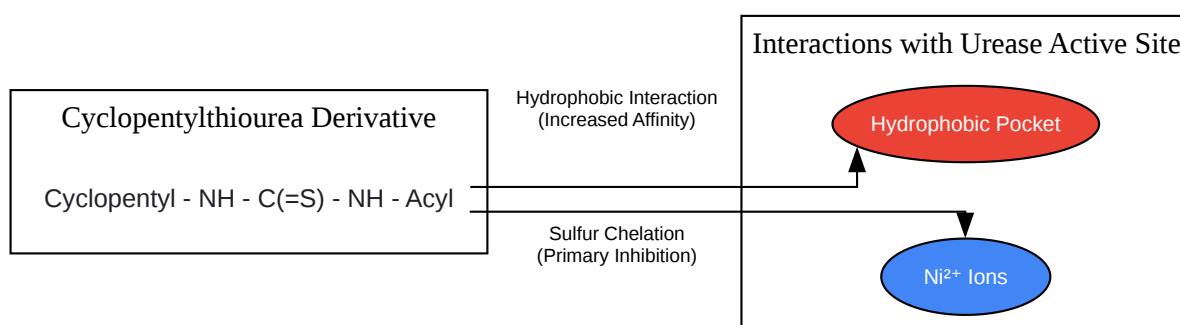 Interactions with Urease Active Site
Cyclopentylthiourea Derivative
Hydrophobic Interaction
(Increased Affinity)
Hydrophobic Pocket
Cyclopentyl - NH - C(=S) - NH - Acyl
Sulfur Chelation
(Primary Inhibition)
Ni²⁺ Ions